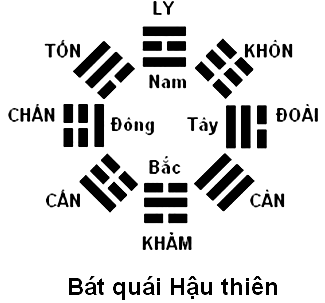 LY
TỐN
KHÔN
Nam
CHẤN
Đông
Tây
ĐOÀI
Bắc
CẤN
CÀN
KHẢM
Bát quái Hậu thiên